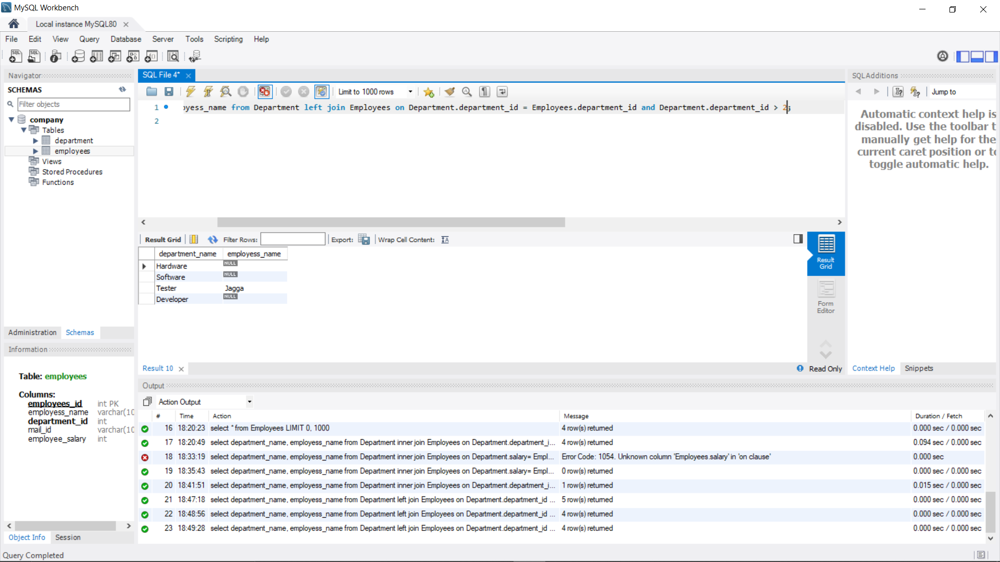 MySQL Workbench
Local instance MySQL80
File Edit View Query Database Server Tools Scripting Help
Navigator
SCHEMAS
Filter objects
company
Tables
department
employees
Views
Stored Procedures
Functions
Administration Schemas
Information
Table: employees
Columns:
employees_id int PK
employess_name varchar(10
department_id int
mail_id varchar(10
employee_salary int
Object Info Session
SQL File 4*
Limit to 1000 rows
1 yess_name from Department left join Employees on Department.department_id = Employees.department_id and Department.department_id > 2;
2
Result Grid Filter Rows: Export: Wrap Cell Content:
department_name employess_name
Hardware NULL
Software NULL
Tester Jagga
Developer NULL
Result Grid
Form Editor
Result 10
Read Only
SQLAdditions
Jump to
Automatic context help is
disabled. Use the toolbar t
manually get help for the
current caret position or to
toggle automatic help.
Context Help Snippets
Output
Action Output
# Time Action Message Duration / Fetch
16 18:20:23 select * from Employees LIMIT 0, 1000 4 row(s) returned 0.000 sec / 0.000 sec
17 18:20:49 select department_name, employess_name from Department inner join Employees on Department.department_i... 4 row(s) returned 0.094 sec / 0.000 sec
18 18:33:19 select department_name, employess_name from Department inner join Employees on Department.salary= Empl... Error Code: 1054. Unknown column 'Employees.salary' in 'on clause' 0.000 sec
19 18:35:43 select department_name, employess_name from Department inner join Employees on Department.salary= Empl... 0 row(s) returned 0.000 sec / 0.000 sec
20 18:41:51 select department_name, employess_name from Department inner join Employees on Department.department_i... 1 row(s) returned 0.015 sec / 0.000 sec
21 18:47:18 select department_name, employess_name from Department left join Employees on Department.department_id ... 5 row(s) returned 0.000 sec / 0.000 sec
22 18:48:56 select department_name, employess_name from Department left join Employees on Department.department_id ... 4 row(s) returned 0.000 sec / 0.000 sec
23 18:49:28 select department_name, employess_name from Department left join Employees on Department.department_id ... 4 row(s) returned 0.000 sec / 0.000 sec
Query Completed